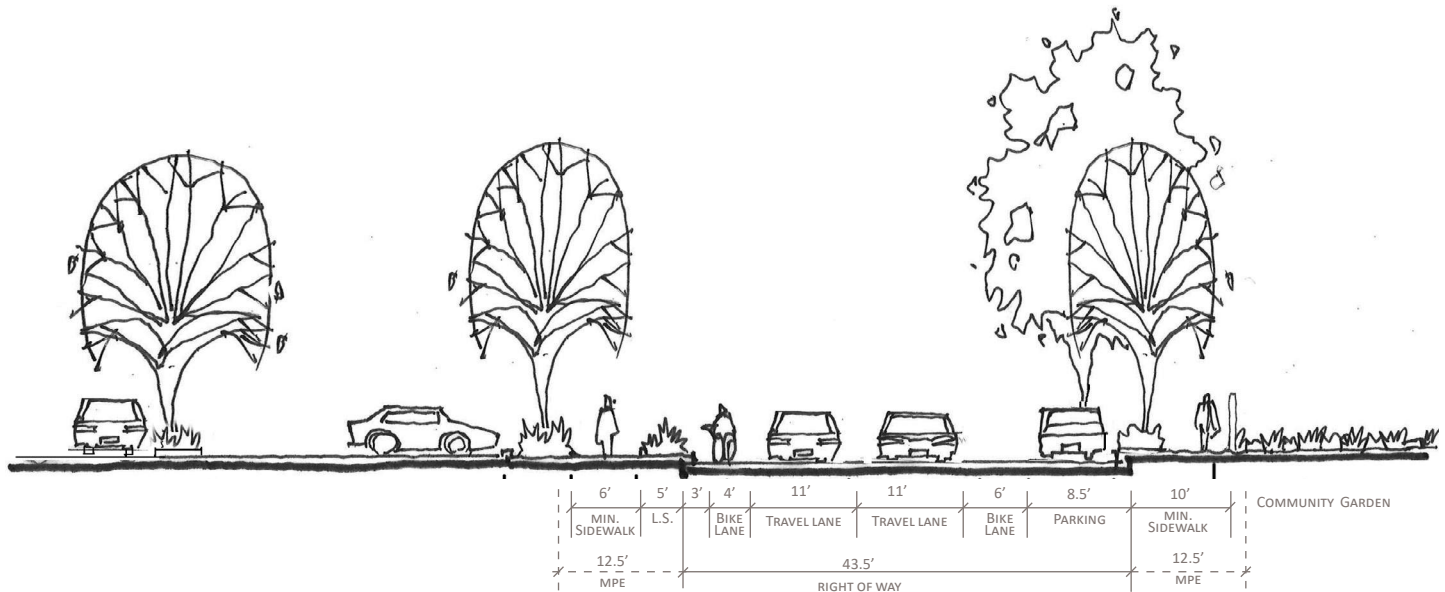 6’ 5’ 3’ 4’ 11’ 11’ 6’ 8.5’ 10’
MIN. SIDEWALK L.S. BIKE LANE TRAVEL LANE TRAVEL LANE BIKE LANE PARKING MIN. SIDEWALK COMMUNITY GARDEN
12.5’ 43.5’ 12.5’
MPE RIGHT OF WAY MPE